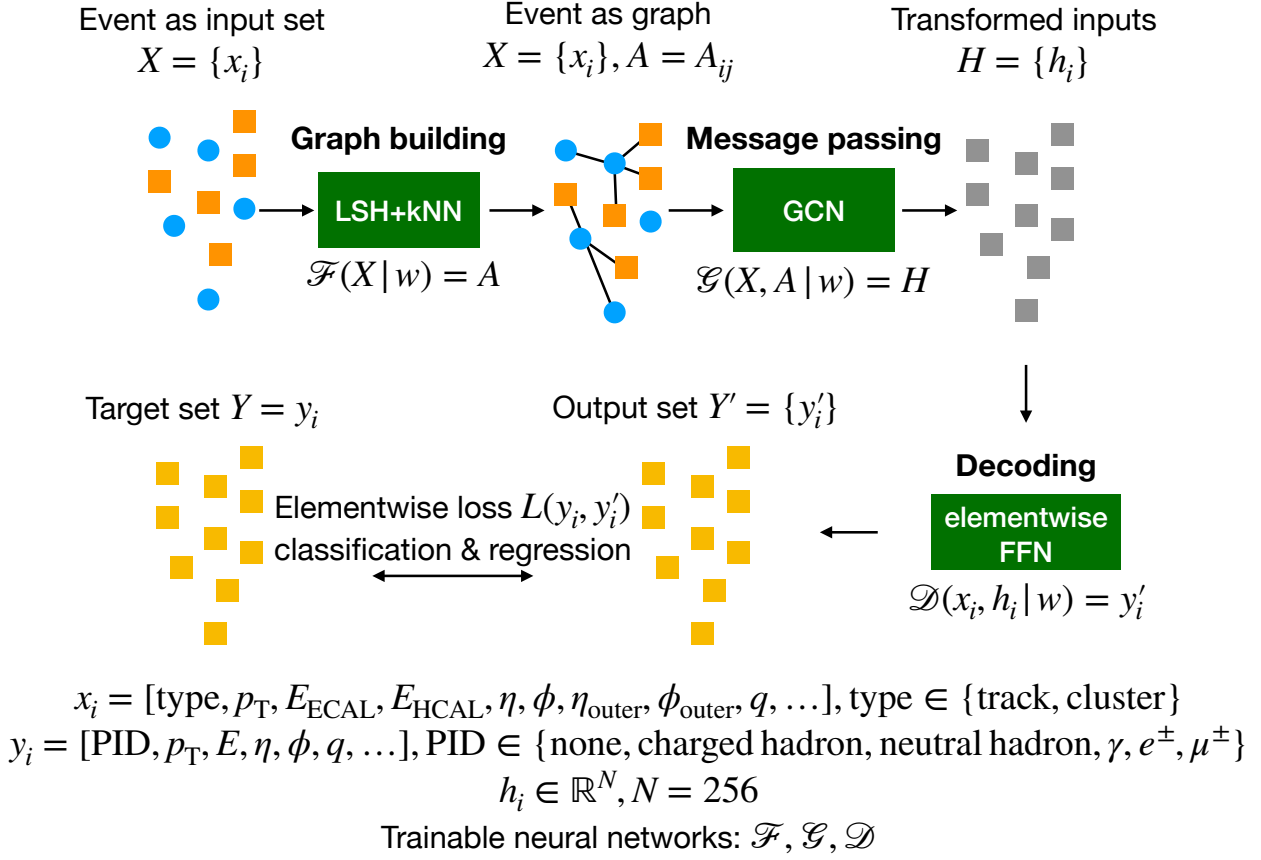 Event as input set
X = {x_i}
Event as graph
X = {x_i}, A = A_{ij}
Transformed inputs
H = {h_i}
Graph building
LSH+kNN
ℱ(X | w) = A
Message passing
GCN
𝒢(X, A | w) = H
Target set Y = y_i
Output set Y′ = {y′_i}
Elementwise loss L(y_i, y′_i)
classification & regression
Decoding
elementwise
FFN
𝒟(x_i, h_i | w) = y′_i
x_i = [type, p_T, E_ECAL, E_HCAL, η, ϕ, η_outer, ϕ_outer, q, …], type ∈ {track, cluster}
y_i = [PID, p_T, E, η, ϕ, q, …], PID ∈ {none, charged hadron, neutral hadron, γ, e^±, μ^±}
h_i ∈ ℝ^N, N = 256
Trainable neural networks: ℱ, 𝒢, 𝒟